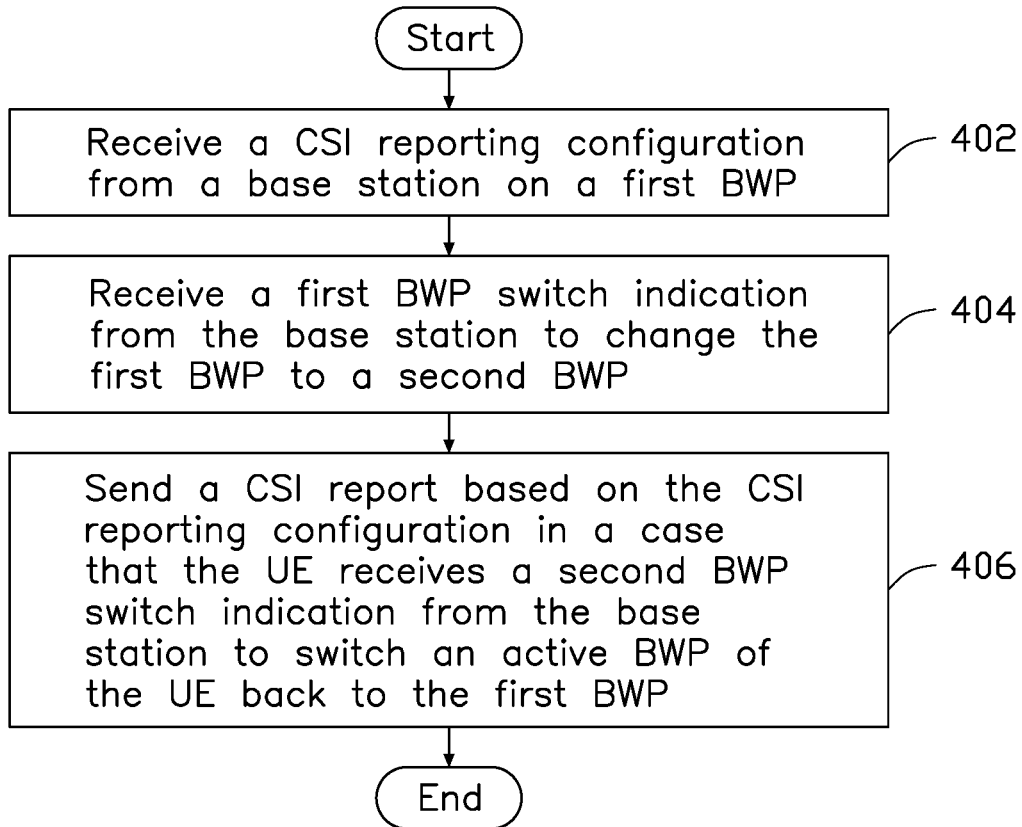 Start
Receive a CSI reporting configuration
from a base station on a first BWP
402
Receive a first BWP switch indication
from the base station to change the
first BWP to a second BWP
404
Send a CSI report based on the CSI
reporting configuration in a case
that the UE receives a second BWP
switch indication from the base
station to switch an active BWP of
the UE back to the first BWP
406
End